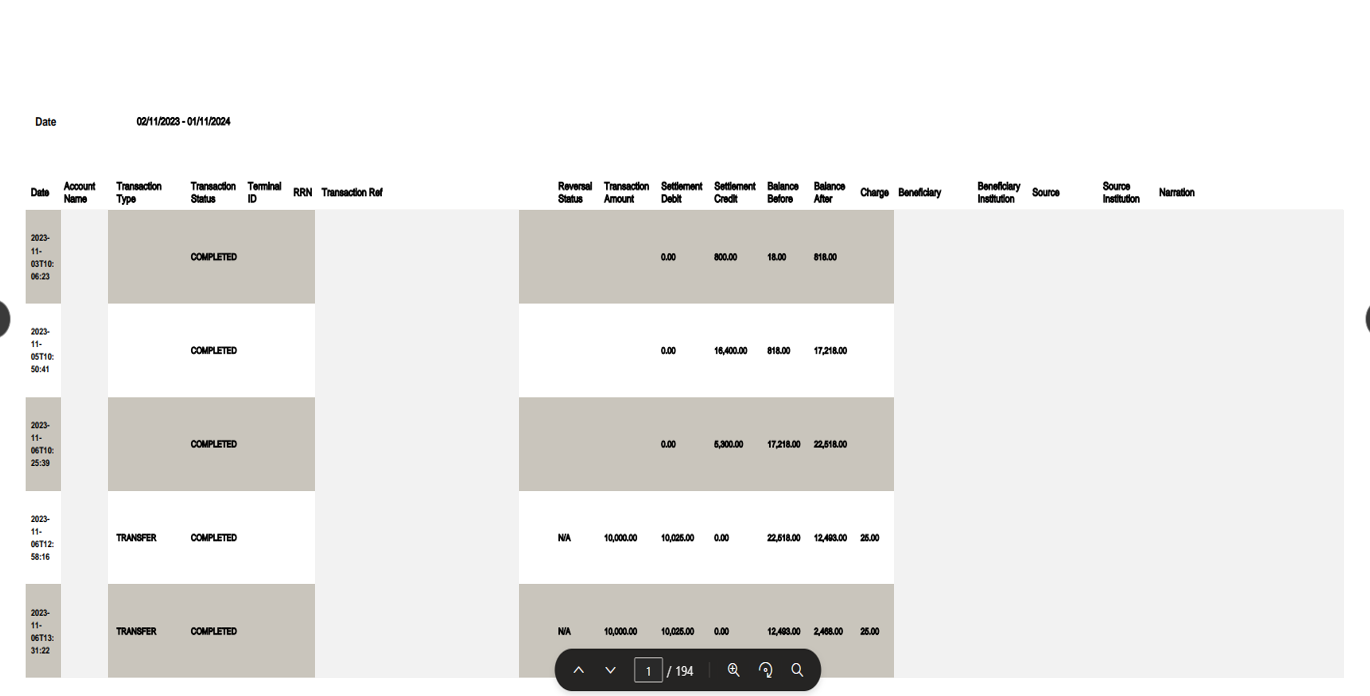 Date 02/11/2023 - 01/11/2024
Date Account Name Transaction Type Transaction Status Terminal ID RRN Transaction Ref Reversal Status Transaction Amount Settlement Debit Settlement Credit Balance Before Balance After Charge Beneficiary Beneficiary Institution Source Source Institution Narration
2023-11-03T10:06:23 COMPLETED 0.00 800.00 18.00 818.00
2023-11-05T10:50:41 COMPLETED 0.00 16,400.00 818.00 17,218.00
2023-11-06T10:25:39 COMPLETED 0.00 5,300.00 17,218.00 22,518.00
2023-11-06T12:58:16 TRANSFER COMPLETED N/A 10,000.00 10,025.00 0.00 22,518.00 12,493.00 25.00
2023-11-06T13:31:22 TRANSFER COMPLETED N/A 10,000.00 10,025.00 0.00 12,493.00 2,468.00 25.00
1 / 194